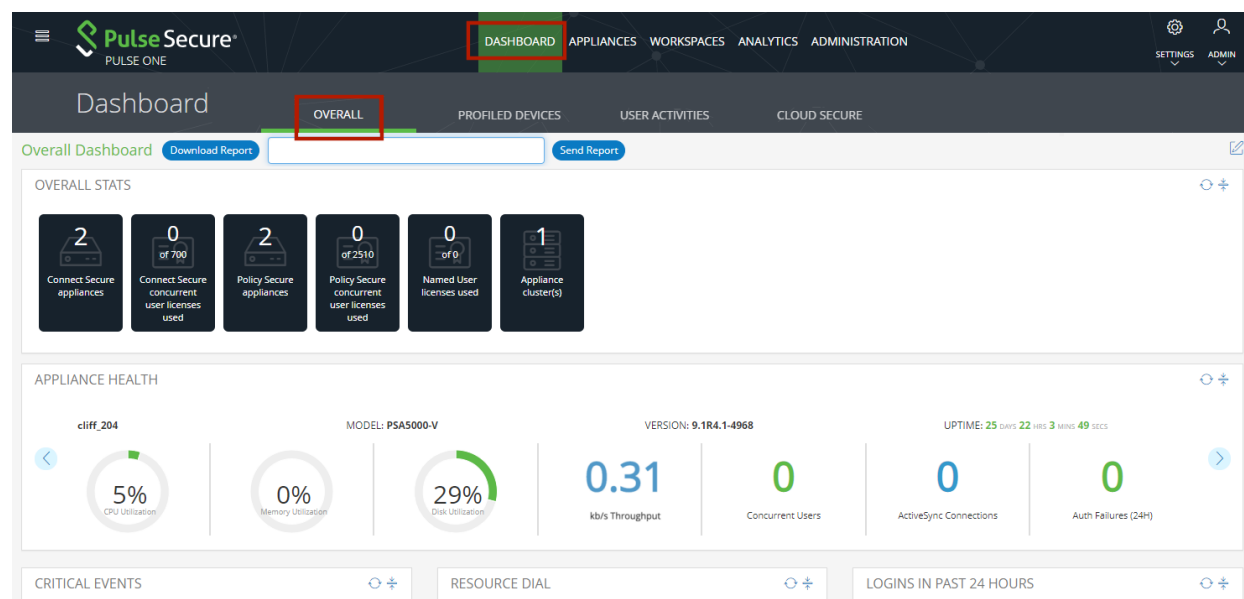 Pulse Secure®
PULSE ONE
DASHBOARD APPLIANCES WORKSPACES ANALYTICS ADMINISTRATION
SETTINGS ADMIN
Dashboard
OVERALL PROFILED DEVICES USER ACTIVITIES CLOUD SECURE
Overall Dashboard Download Report Send Report
OVERALL STATS
2
Connect Secure
appliances
0
of 700
Connect Secure
concurrent
user licenses
used
2
Policy Secure
appliances
0
of 2510
Policy Secure
concurrent
user licenses
used
0
of 0
Named User
licenses used
1
Appliance
cluster(s)
APPLIANCE HEALTH
cliff_204 MODEL: PSA5000-V VERSION: 9.1R4.1-4968 UPTIME: 25 DAYS 22 HRS 3 MINS 49 SECS
5%
CPU Utilization
0%
Memory Utilization
29%
Disk Utilization
0.31
kb/s Throughput
0
Concurrent Users
0
ActiveSync Connections
0
Auth Failures (24H)
CRITICAL EVENTS RESOURCE DIAL LOGINS IN PAST 24 HOURS